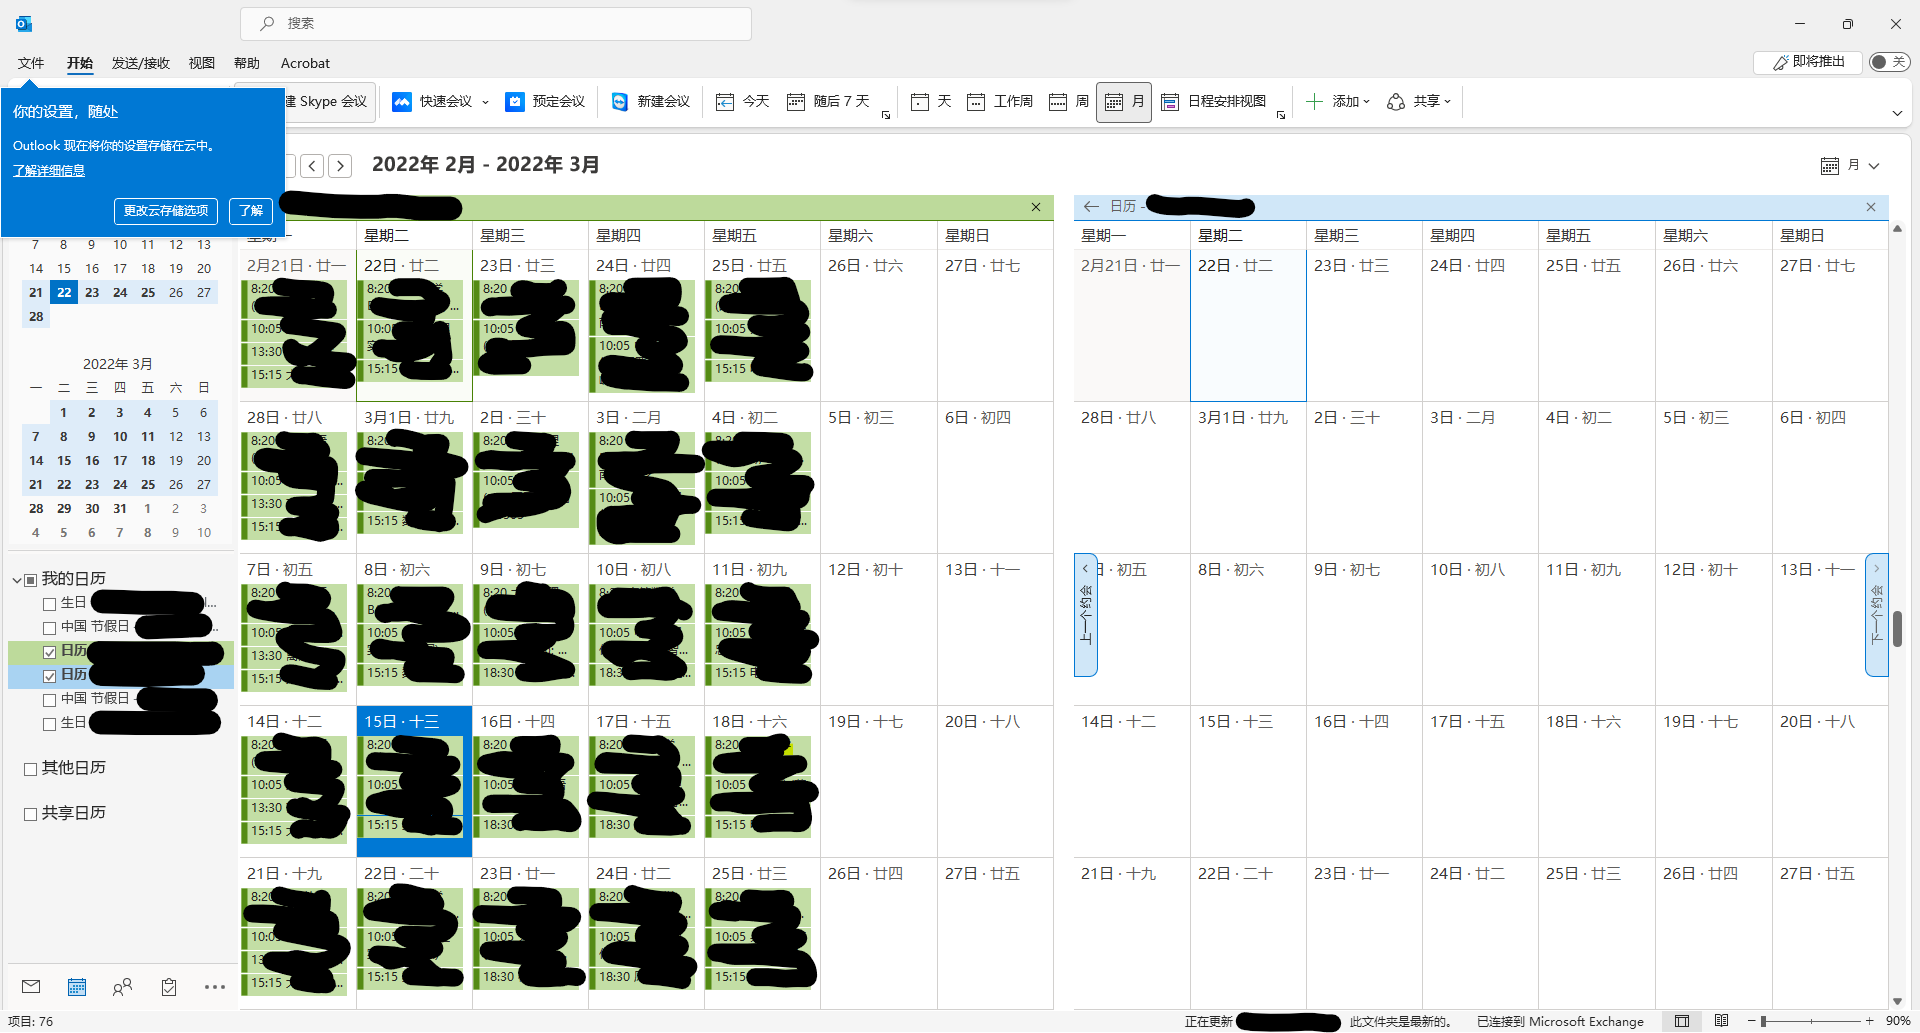 搜索
文件 开始 发送/接收 视图 帮助 Acrobat
即将推出 关
建 Skype 会议 快速会议 预定会议 新建会议 今天 随后 7 天 天 工作周 周 月 日程安排视图 添加 共享
你的设置，随处
Outlook 现在将你的设置存储在云中。
了解详细信息
更改云存储选项 了解
2022年 2月 - 2022年 3月
月
7 8 9 10 11 12 13
14 15 16 17 18 19 20
21 22 23 24 25 26 27
28
2022年 3月
一 二 三 四 五 六 日
1 2 3 4 5 6
7 8 9 10 11 12 13
14 15 16 17 18 19 20
21 22 23 24 25 26 27
28 29 30 31 1 2 3
4 5 6 7 8 9 10
我的日历
生日
中国 节假日 -
日历
日历
中国 节假日 -
生日
其他日历
共享日历
星期一 星期二 星期三 星期四 星期五 星期六 星期日
2月21日 · 廿一 22日 · 廿二 23日 · 廿三 24日 · 廿四 25日 · 廿五 26日 · 廿六 27日 · 廿七
8:20 8:20 8:20 8:20 8:20
10:05 10:05 10:05 10:05 10:05
13:30
15:15 15:15 15:15
28日 · 廿八 3月1日 · 廿九 2日 · 三十 3日 · 二月 4日 · 初二 5日 · 初三 6日 · 初四
8:20 8:20 8:20 8:20 8:20
10:05 10:05 10:05 10:05
13:30
15:15 15:15 15:15
7日 · 初五 8日 · 初六 9日 · 初七 10日 · 初八 11日 · 初九 12日 · 初十 13日 · 十一
8:20 8:20 8:20 8:20 8:20
10:05 10:05 10:05 10:05 10:05
13:30
15:15 15:15 18:30 18:30 15:15
14日 · 十二 15日 · 十三 16日 · 十四 17日 · 十五 18日 · 十六 19日 · 十七 20日 · 十八
8:20 8:20 8:20 8:20 8:20
10:05 10:05 10:05 10:05 10:05
13:30
15:15 15:15 18:30 18:30 15:15
21日 · 十九 22日 · 二十 23日 · 廿一 24日 · 廿二 25日 · 廿三 26日 · 廿四 27日 · 廿五
8:20 8:20 8:20 8:20 8:20
10:05 10:05 10:05 10:05 10:05
15:15 15:15 18:30 18:30 15:15
日历 -
星期一 星期二 星期三 星期四 星期五 星期六 星期日
2月21日 · 廿一 22日 · 廿二 23日 · 廿三 24日 · 廿四 25日 · 廿五 26日 · 廿六 27日 · 廿七
28日 · 廿八 3月1日 · 廿九 2日 · 三十 3日 · 二月 4日 · 初二 5日 · 初三 6日 · 初四
日 · 初五 8日 · 初六 9日 · 初七 10日 · 初八 11日 · 初九 12日 · 初十 13日 · 十一
上一个约会
下一个约会
14日 · 十二 15日 · 十三 16日 · 十四 17日 · 十五 18日 · 十六 19日 · 十七 20日 · 十八
21日 · 十九 22日 · 二十 23日 · 廿一 24日 · 廿二 25日 · 廿三 26日 · 廿四 27日 · 廿五
项目: 76
正在更新 此文件夹是最新的。 已连接到 Microsoft Exchange 90%